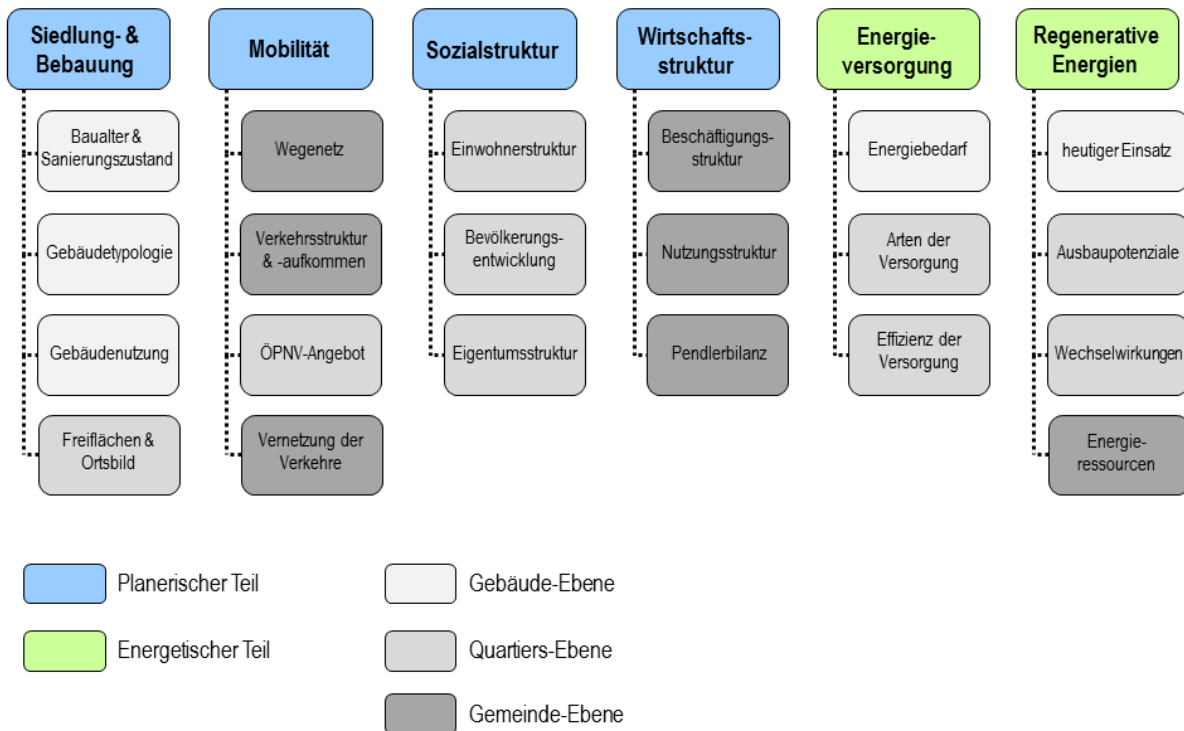 Siedlung- &
Bebauung
Mobilität
Sozialstruktur
Wirtschafts-
struktur
Energie-
versorgung
Regenerative
Energien
Baualter &
Sanierungszustand
Wegenetz
Einwohnerstruktur
Beschäftigungs-
struktur
Energiebedarf
heutiger Einsatz
Gebäudetypologie
Verkehrsstruktur
& -aufkommen
Bevölkerungs-
entwicklung
Nutzungsstruktur
Arten der
Versorgung
Ausbaupotenziale
Gebäudenutzung
ÖPNV-Angebot
Eigentumsstruktur
Pendlerbilanz
Effizienz der
Versorgung
Wechselwirkungen
Freiflächen &
Ortsbild
Vernetzung der
Verkehre
Energie-
ressourcen
Planerischer Teil
Gebäude-Ebene
Energetischer Teil
Quartiers-Ebene
Gemeinde-Ebene